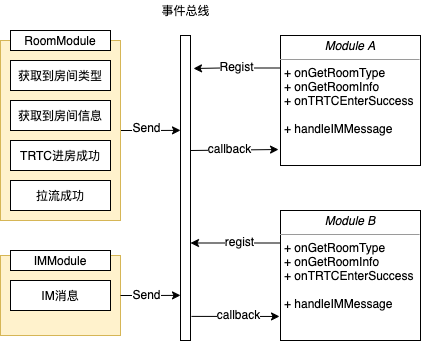 事件总线
RoomModule
获取到房间类型
获取到房间信息
TRTC进房成功
拉流成功
Send
IMModule
IM消息
Send
Regist
callback
Module A
+ onGetRoomType
+ onGetRoomInfo
+ onTRTCEnterSuccess
+ handleIMMessage
regist
callback
Module B
+ onGetRoomType
+ onGetRoomInfo
+ onTRTCEnterSuccess
+ handleIMMessage